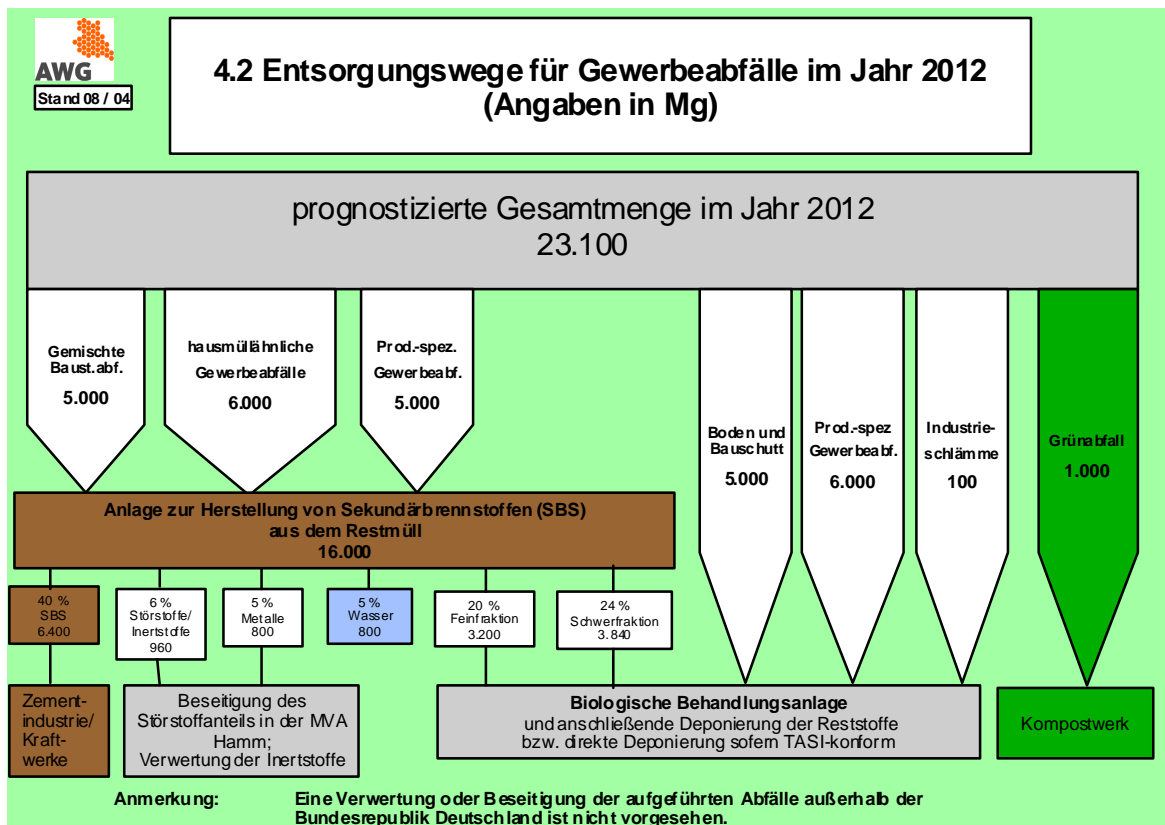 AWG
Stand 08 / 04
4.2 Entsorgungswege für Gewerbeabfälle im Jahr 2012
(Angaben in Mg)
prognostizierte Gesamtmenge im Jahr 2012
23.100
Gemischte
Baust.abf.
5.000
hausmüllähnliche
Gewerbeabfälle
6.000
Prod.-spez.
Gewerbeabf.
5.000
Boden und
Bauschutt
5.000
Prod.-spez
Gewerbeabf.
6.000
Industrie-
schlämme
100
Grünabfall
1.000
Anlage zur Herstellung von Sekundärbrennstoffen (SBS)
aus dem Restmüll
16.000
40 %
SBS
6.400
6 %
Störstoffe/
Inertstoffe
960
5 %
Metalle
800
5 %
Wasser
800
20 %
Feinfraktion
3.200
24 %
Schwerfraktion
3.840
Zement-
industrie/
Kraft-
werke
Beseitigung des
Störstoffanteils in der MVA
Hamm;
Verwertung der Inertstoffe
Biologische Behandlungsanlage
und anschließende Deponierung der Reststoffe
bzw. direkte Deponierung sofern TASI-konform
Kompostwerk
Anmerkung: Eine Verwertung oder Beseitigung der aufgeführten Abfälle außerhalb der
Bundesrepublik Deutschland ist nicht vorgesehen.